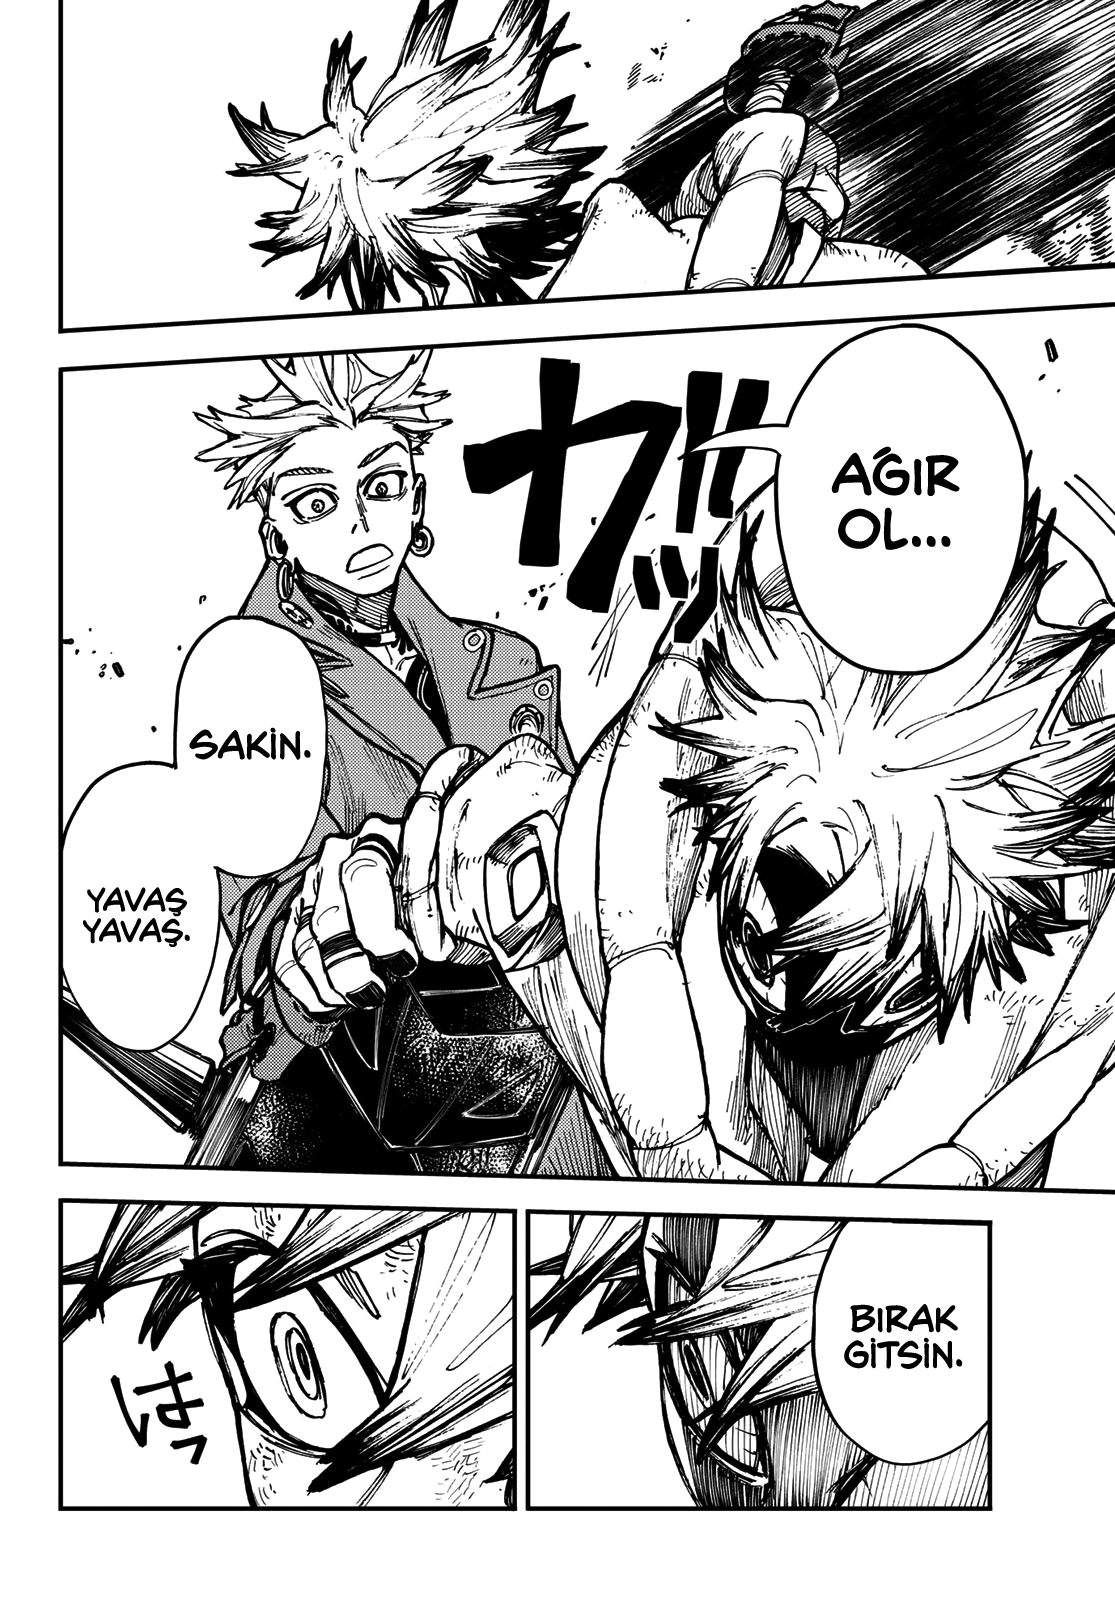 AĞIR
OL...
ガッ
SAKİN.
YAVAŞ
YAVAŞ.
BIRAK
GİTSİN.
はっ